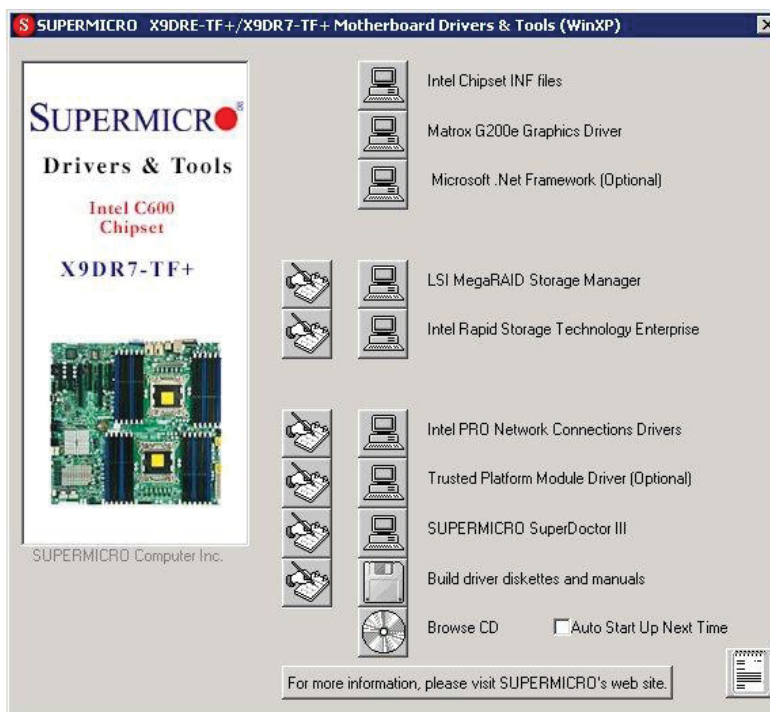 SUPERMICRO X9DRE-TF+/X9DR7-TF+ Motherboard Drivers & Tools (WinXP)
SUPERMICRO®
Drivers & Tools
Intel C600
Chipset
X9DR7-TF+
SUPERMICRO Computer Inc.
Intel Chipset INF files
Matrox G200e Graphics Driver
Microsoft .Net Framework (Optional)
LSI MegaRAID Storage Manager
Intel Rapid Storage Technology Enterprise
Intel PRO Network Connections Drivers
Trusted Platform Module Driver (Optional)
SUPERMICRO SuperDoctor III
Build driver diskettes and manuals
Browse CD
Auto Start Up Next Time
For more information, please visit SUPERMICRO's web site.